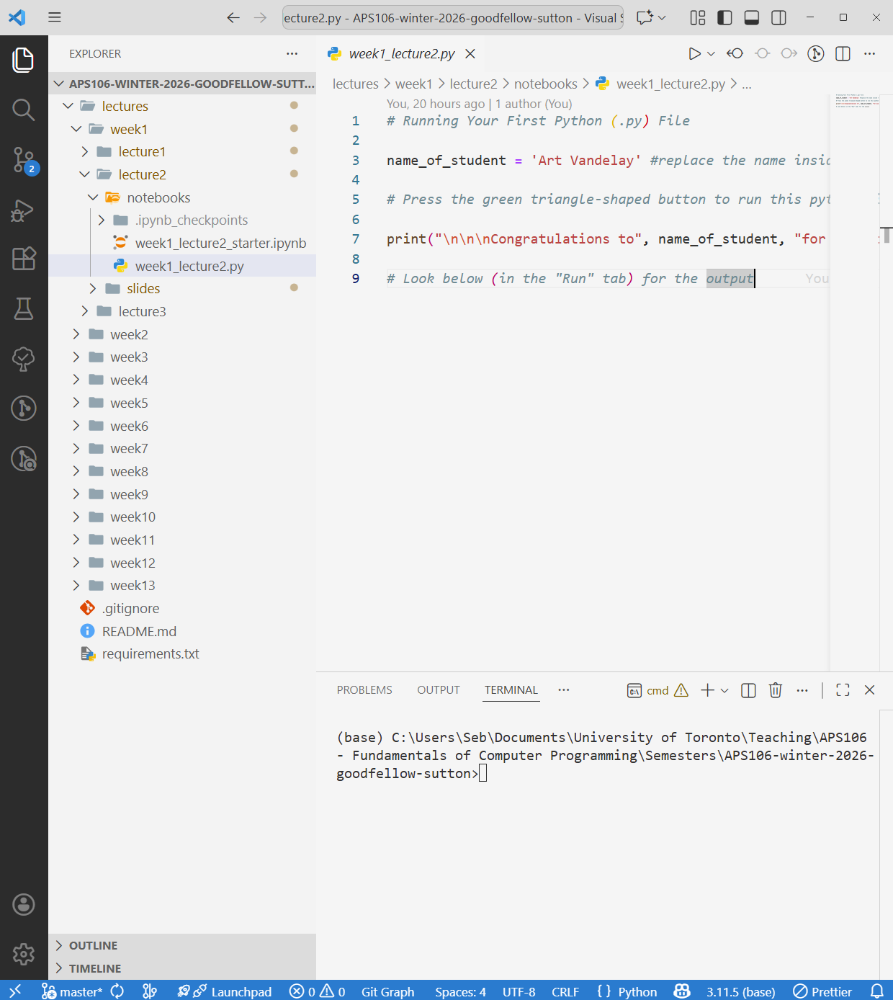 ecture2.py - APS106-winter-2026-goodfellow-sutton - Visual
EXPLORER
APS106-WINTER-2026-GOODFELLOW-SUTT...
lectures
week1
lecture1
lecture2
notebooks
.ipynb_checkpoints
week1_lecture2_starter.ipynb
week1_lecture2.py
slides
lecture3
week2
week3
week4
week5
week6
week7
week8
week9
week10
week11
week12
week13
.gitignore
README.md
requirements.txt
OUTLINE
TIMELINE
2
week1_lecture2.py
lectures > week1 > lecture2 > notebooks > week1_lecture2.py > ...
You, 20 hours ago | 1 author (You)
1 # Running Your First Python (.py) File
2
3 name_of_student = 'Art Vandelay' #replace the name insid
4
5 # Press the green triangle-shaped button to run this pyt
6
7 print("\n\n\nCongratulations to", name_of_student, "for
8
9 # Look below (in the "Run" tab) for the output You
PROBLEMS OUTPUT TERMINAL ... cmd
(base) C:\Users\Seb\Documents\University of Toronto\Teaching\APS106
- Fundamentals of Computer Programming\Semesters\APS106-winter-2026-
goodfellow-sutton>
master* Launchpad 0 0 Git Graph Spaces: 4 UTF-8 CRLF { } Python 3.11.5 (base) Prettier